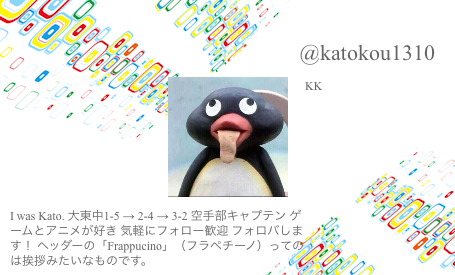 @katokou1310
KK
I was Kato. 大東中1-5 → 2-4 → 3-2 空手部キャプテン ゲ
ームとアニメが好き 気軽にフォロー歓迎 フォロバしま
す！ ヘッダーの「Frappucino」（フラペチーノ）っての
は挨拶みたいなものです。